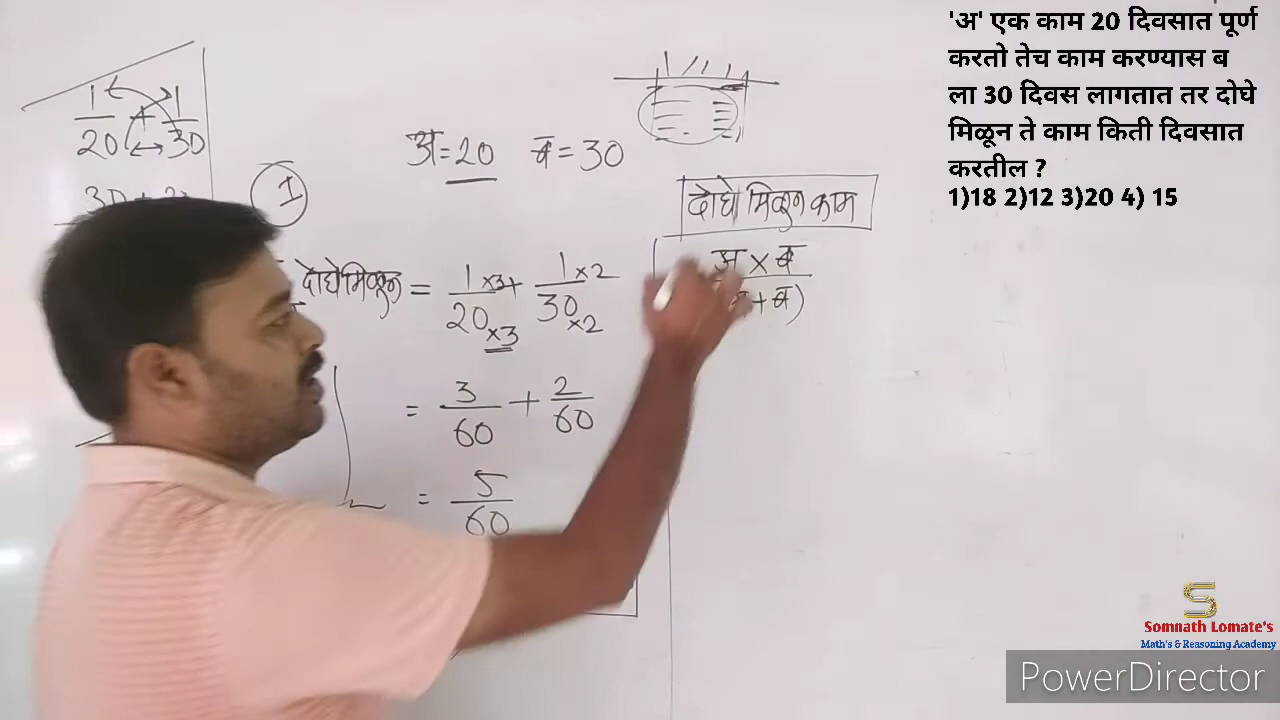 'अ' एक काम 20 दिवसात पूर्ण
करतो तेच काम करण्यास ब
ला 30 दिवस लागतात तर दोघे
मिळून ते काम किती दिवसात
करतील ?
1)18 2)12 3)20 4) 15
1/20 + 1/30
अ=20 ब=30
I
दोघे मिळून = 1×3/20×3 + 1×2/30×2
= 3/60 + 2/60
= 5/60
दोघे मिळून काम
अ × ब
+ ब)
S
Somnath Lomate's
Math's & Reasoning Academy
PowerDirector